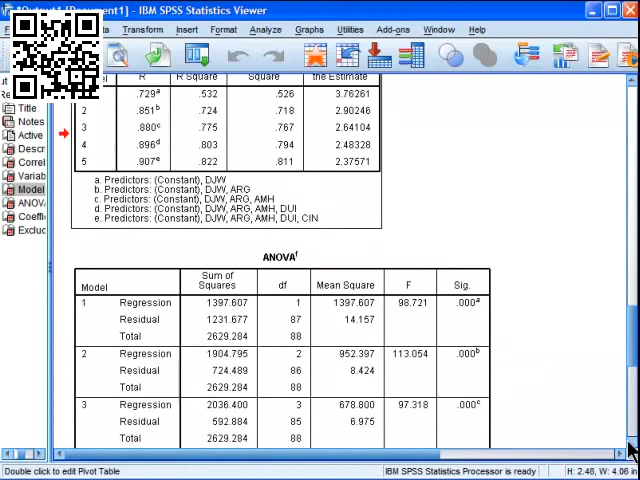 *Output1 [Document1] - IBM SPSS Statistics Viewer
Transform Insert Format Analyze Graphs Utilities Add-ons Window Help
Title
Notes
Active
Descr
Correl
Variab
Model
ANOV
Coeffi
Exclud
R R Square Square the Estimate
.729a .532 .526 3.76261
2 .851b .724 .718 2.90246
3 .880c .775 .767 2.64104
4 .896d .803 .794 2.48328
5 .907e .822 .811 2.37571
a. Predictors: (Constant), DJW
b. Predictors: (Constant), DJW, ARG
c. Predictors: (Constant), DJW, ARG, AMH
d. Predictors: (Constant), DJW, ARG, AMH, DUI
e. Predictors: (Constant), DJW, ARG, AMH, DUI, CIN
ANOVAf
Model Sum of Squares df Mean Square F Sig.
1 Regression 1397.607 1 1397.607 98.721 .000a
Residual 1231.677 87 14.157
Total 2629.284 88
2 Regression 1904.795 2 952.397 113.054 .000b
Residual 724.489 86 8.424
Total 2629.284 88
3 Regression 2036.400 3 678.800 97.318 .000c
Residual 592.884 85 6.975
Total 2629.284 88
Double click to edit Pivot Table
IBM SPSS Statistics Processor is ready
H: 2.48, W: 4.06 in